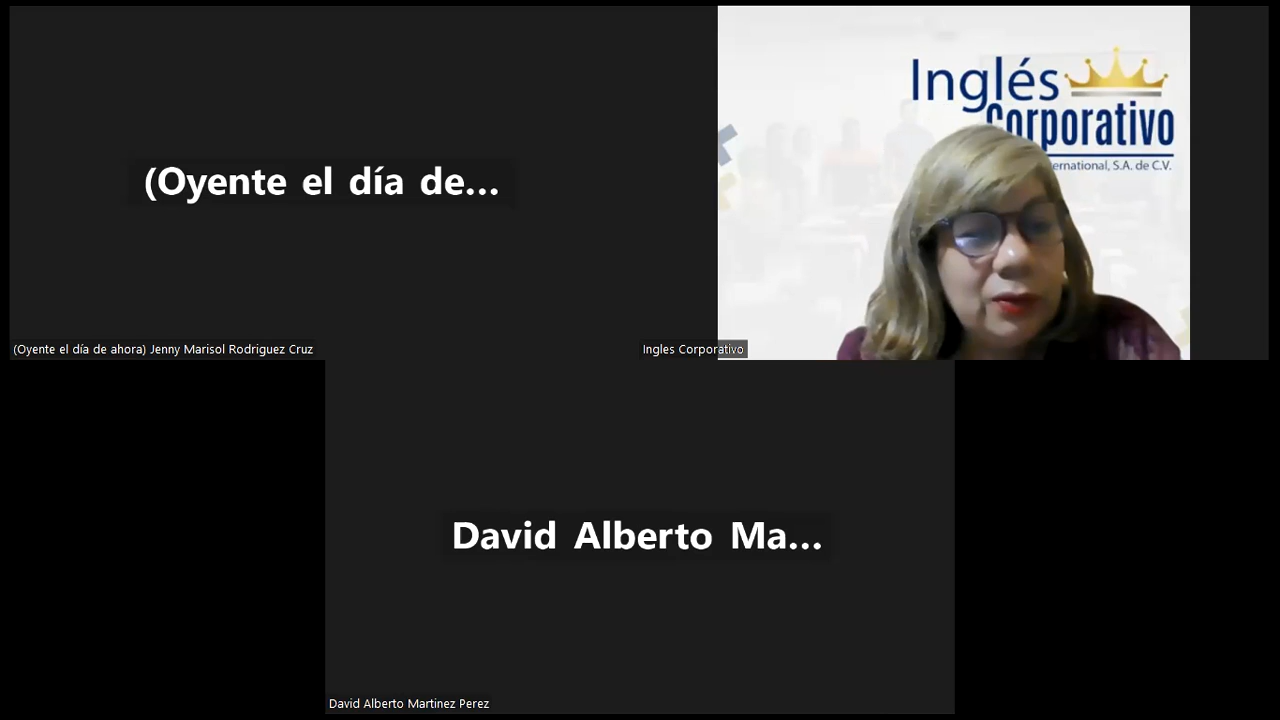 (Oyente el día de...
(Oyente el día de ahora) Jenny Marisol Rodriguez Cruz
Inglés
Corporativo
ernational, S.A. de C.V.
Ingles Corporativo
David Alberto Ma...
David Alberto Martinez Perez